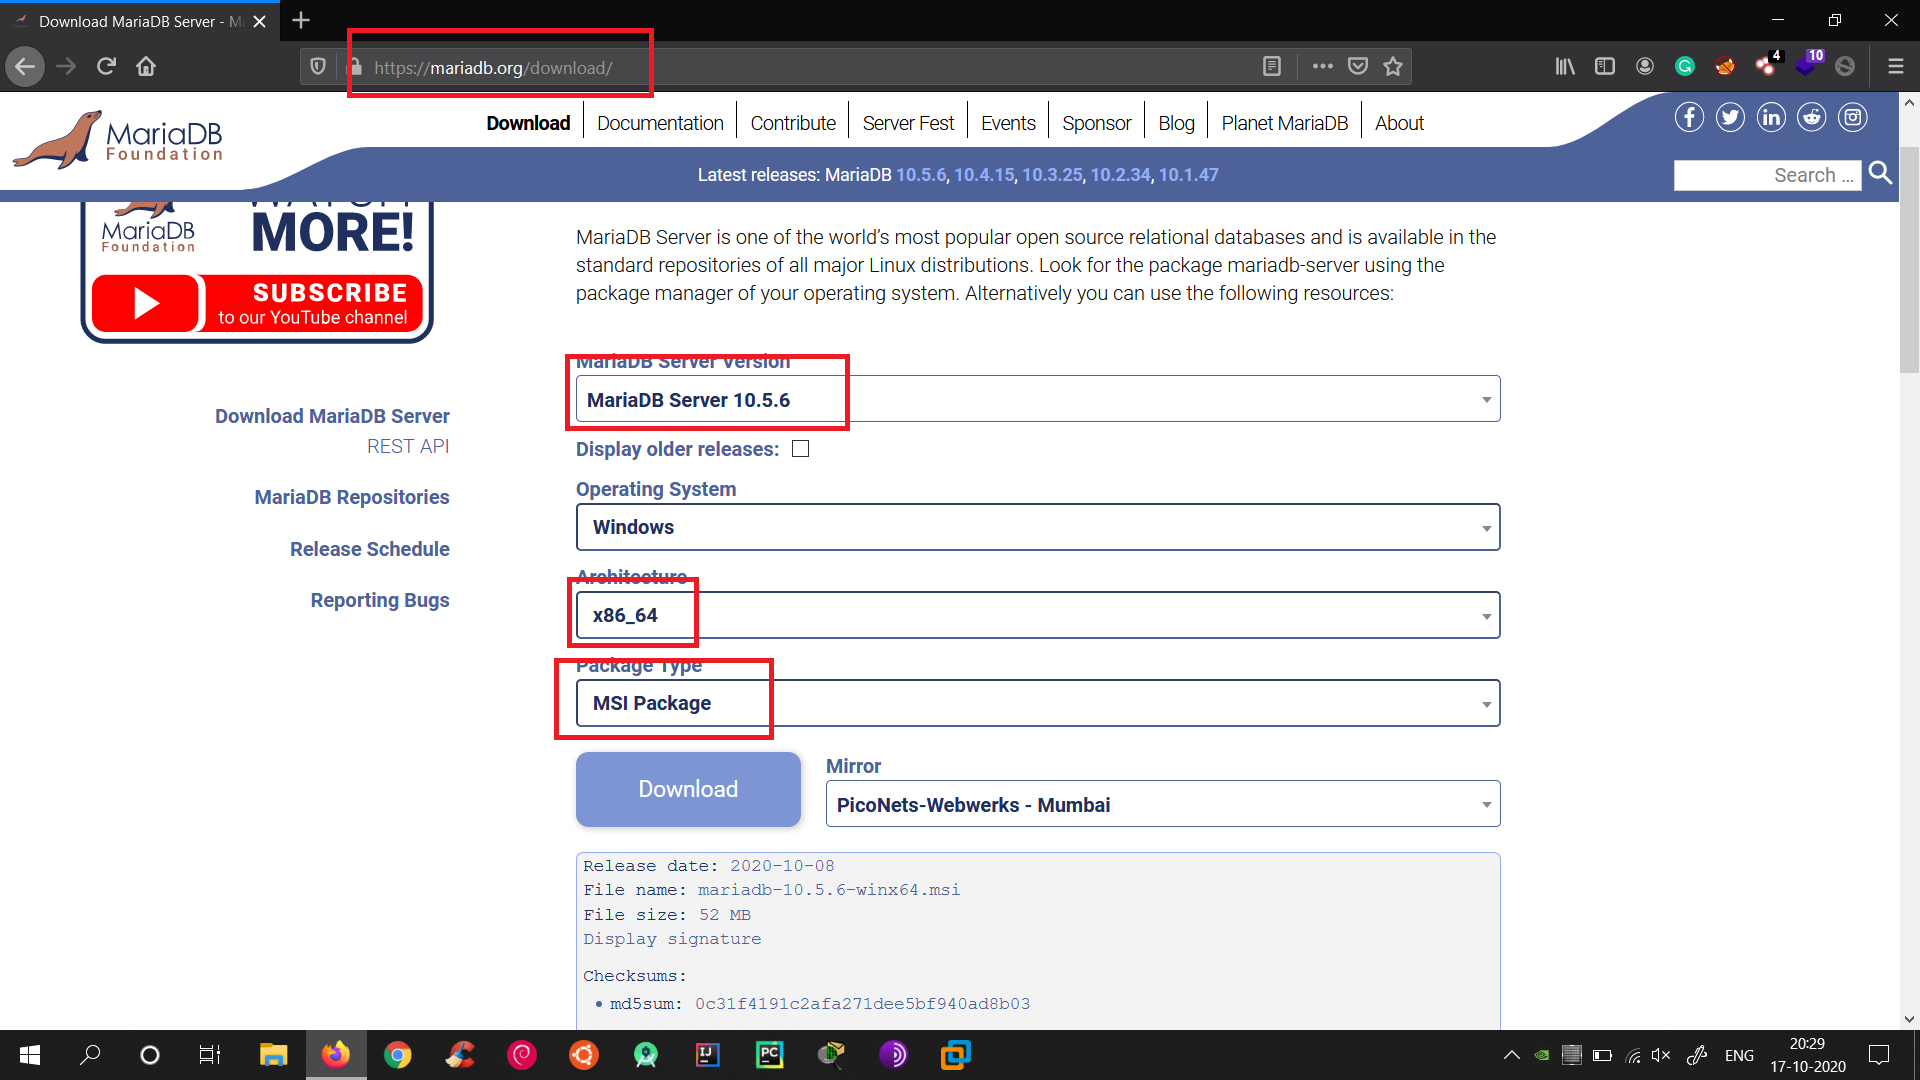 Download MariaDB Server - M
https://mariadb.org/download/
4
10
MariaDB
Foundation
Download
Documentation
Contribute
Server Fest
Events
Sponsor
Blog
Planet MariaDB
About
Latest releases: MariaDB 10.5.6, 10.4.15, 10.3.25, 10.2.34, 10.1.47
Search ...
WATCH
MORE!
MariaDB
Foundation
SUBSCRIBE
to our YouTube channel
Download MariaDB Server
REST API
MariaDB Repositories
Release Schedule
Reporting Bugs
MariaDB Server is one of the world’s most popular open source relational databases and is available in the
standard repositories of all major Linux distributions. Look for the package mariadb-server using the
package manager of your operating system. Alternatively you can use the following resources:
MariaDB Server Version
MariaDB Server 10.5.6
Display older releases:
Operating System
Windows
Architecture
x86_64
Package Type
MSI Package
Download
Mirror
PicoNets-Webwerks - Mumbai
Release date: 2020-10-08
File name: mariadb-10.5.6-winx64.msi
File size: 52 MB
Display signature
Checksums:
• md5sum: 0c31f4191c2afa271dee5bf940ad8b03
IJ
PC
ENG
20:29
17-10-2020